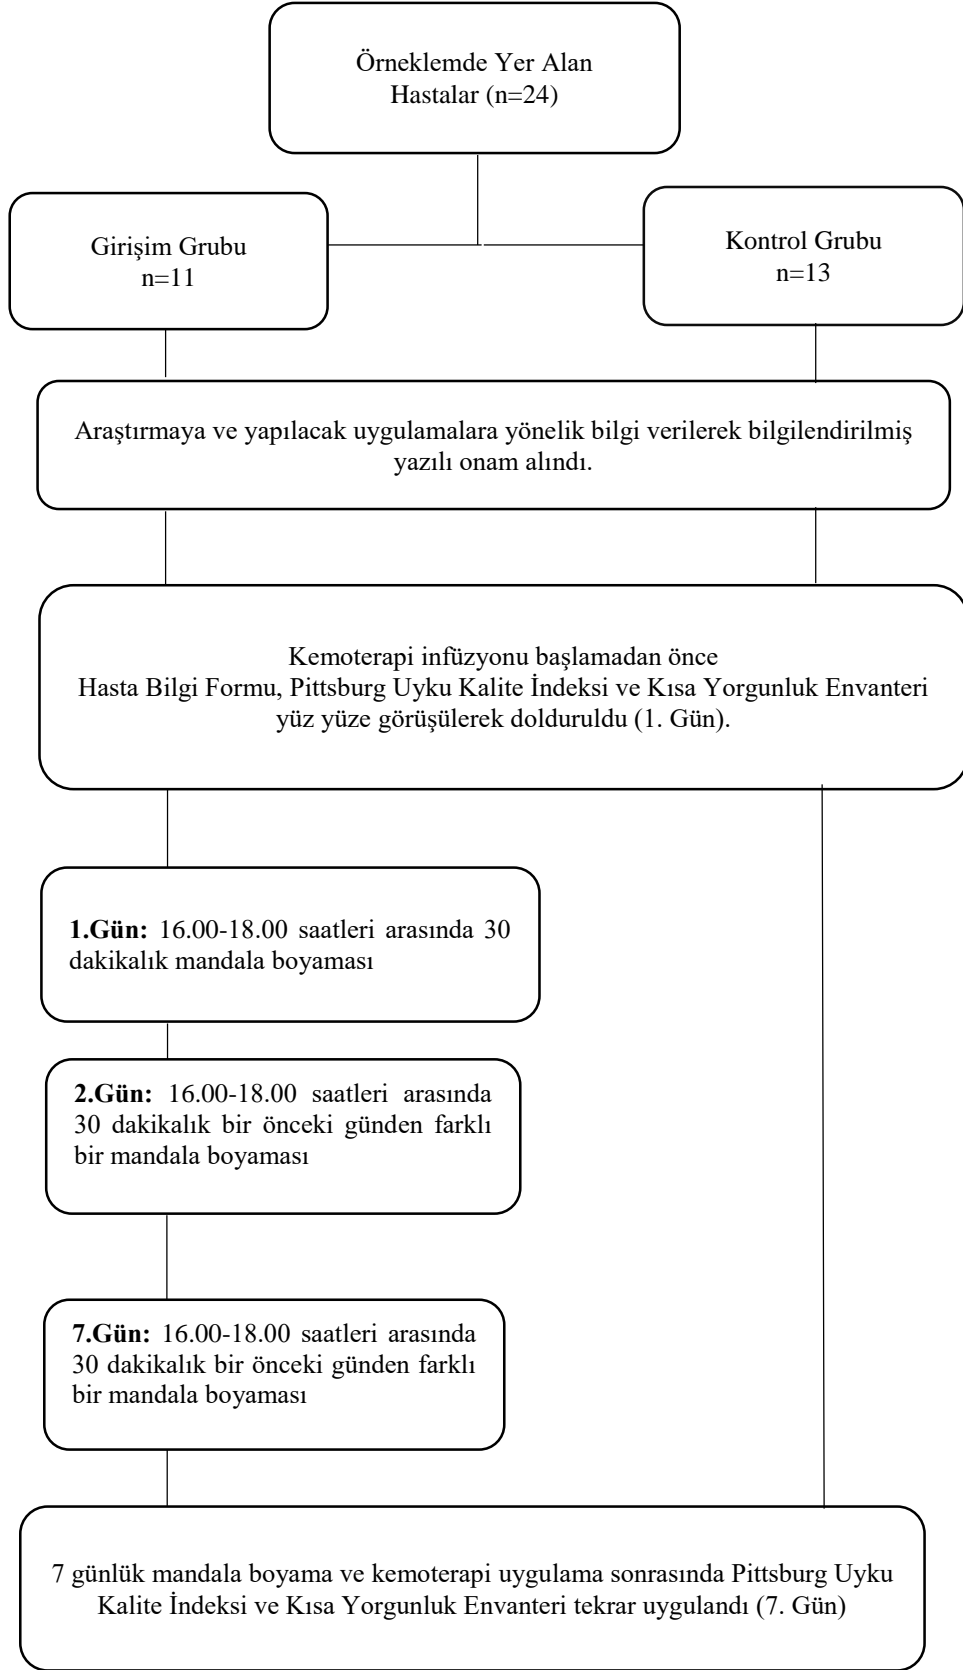 Örneklemde Yer Alan
Hastalar (n=24)
Girişim Grubu
n=11
Kontrol Grubu
n=13
Araştırmaya ve yapılacak uygulamalara yönelik bilgi verilerek bilgilendirilmiş
yazılı onam alındı.
Kemoterapi infüzyonu başlamadan önce
Hasta Bilgi Formu, Pittsburg Uyku Kalite İndeksi ve Kısa Yorgunluk Envanteri
yüz yüze görüşülerek dolduruldu (1. Gün).
1.Gün: 16.00-18.00 saatleri arasında 30
dakikalık mandala boyaması
2.Gün: 16.00-18.00 saatleri arasında
30 dakikalık bir önceki günden farklı
bir mandala boyaması
7.Gün: 16.00-18.00 saatleri arasında
30 dakikalık bir önceki günden farklı
bir mandala boyaması
7 günlük mandala boyama ve kemoterapi uygulama sonrasında Pittsburg Uyku
Kalite İndeksi ve Kısa Yorgunluk Envanteri tekrar uygulandı (7. Gün)